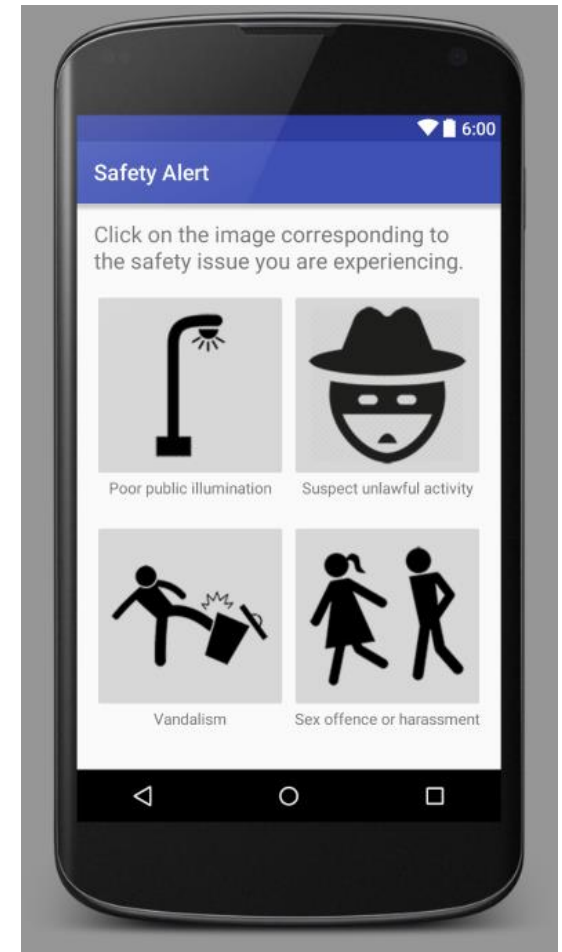 6:00
Safety Alert
Click on the image corresponding to
the safety issue you are experiencing.
Poor public illumination
Suspect unlawful activity
Vandalism
Sex offence or harassment